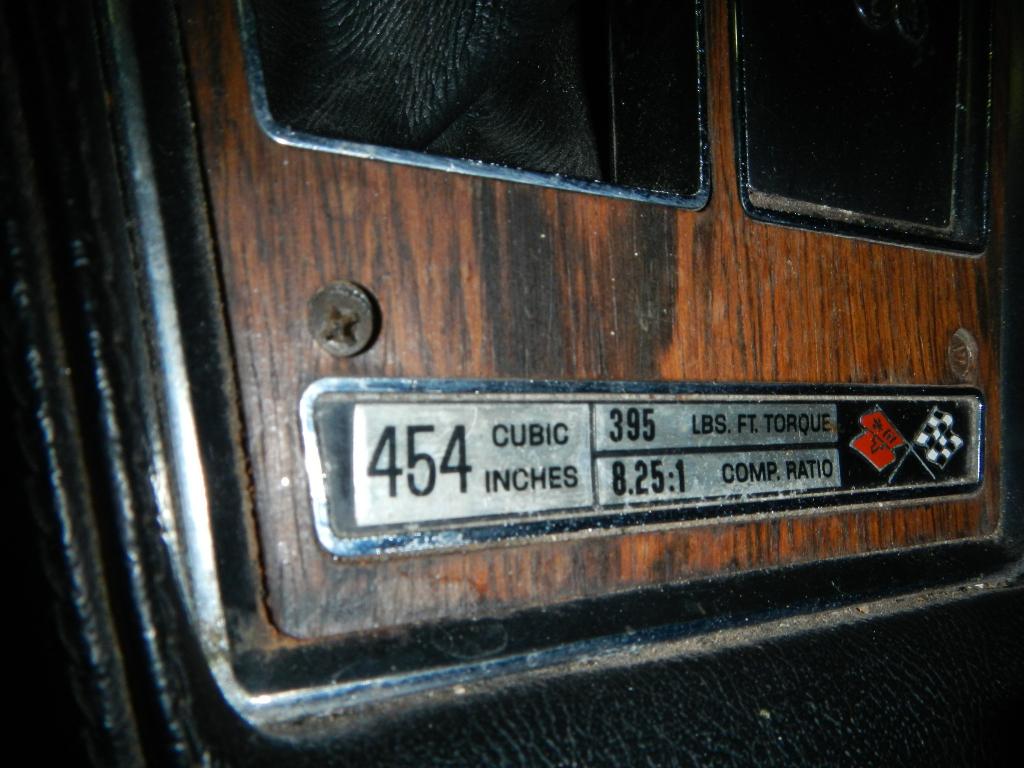 454 CUBIC INCHES
395 LBS. FT. TORQUE
8.25:1 COMP. RATIO